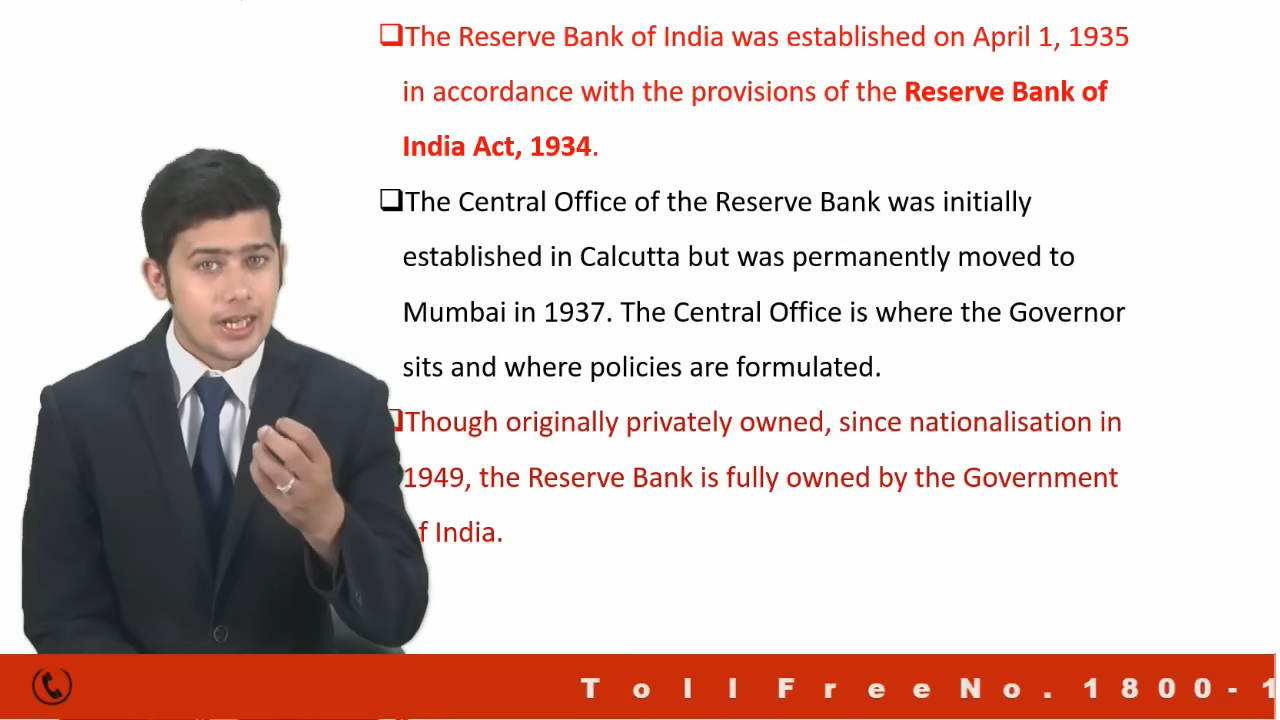 The Reserve Bank of India was established on April 1, 1935
in accordance with the provisions of the Reserve Bank of
India Act, 1934.
The Central Office of the Reserve Bank was initially
established in Calcutta but was permanently moved to
Mumbai in 1937. The Central Office is where the Governor
sits and where policies are formulated.
Though originally privately owned, since nationalisation in
1949, the Reserve Bank is fully owned by the Government
f India.
Toll Free No. 1800-1